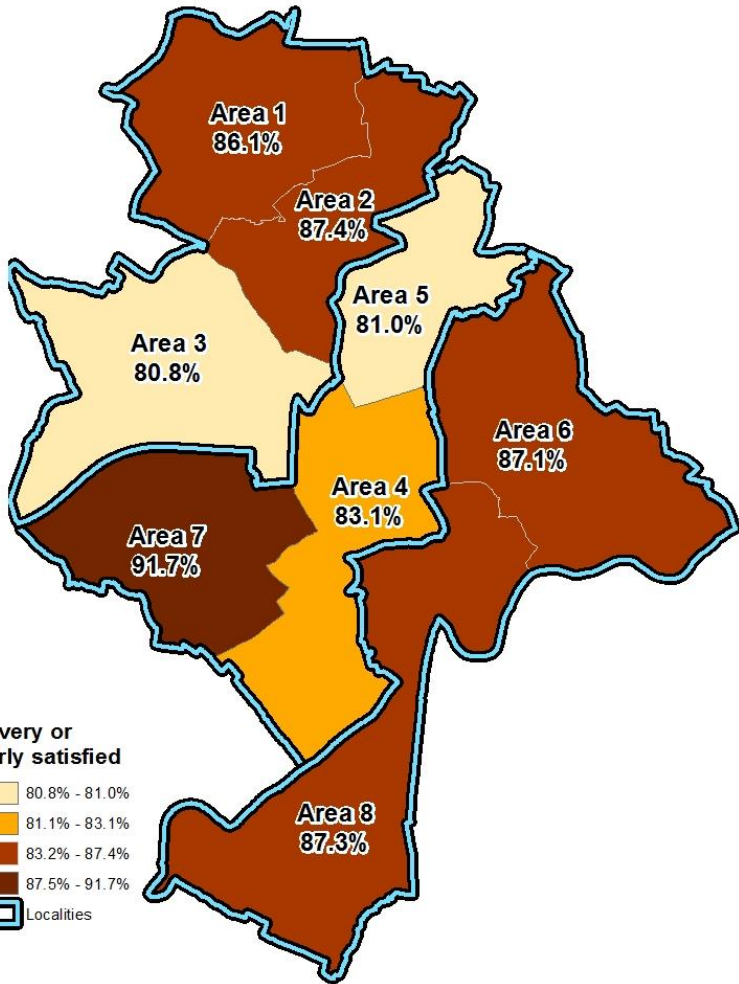 Area 1
86.1%
Area 2
87.4%
Area 5
81.0%
Area 3
80.8%
Area 6
87.1%
Area 4
83.1%
Area 7
91.7%
very or
rly satisfied
80.8% - 81.0%
81.1% - 83.1%
83.2% - 87.4%
87.5% - 91.7%
Localities
Area 8
87.3%